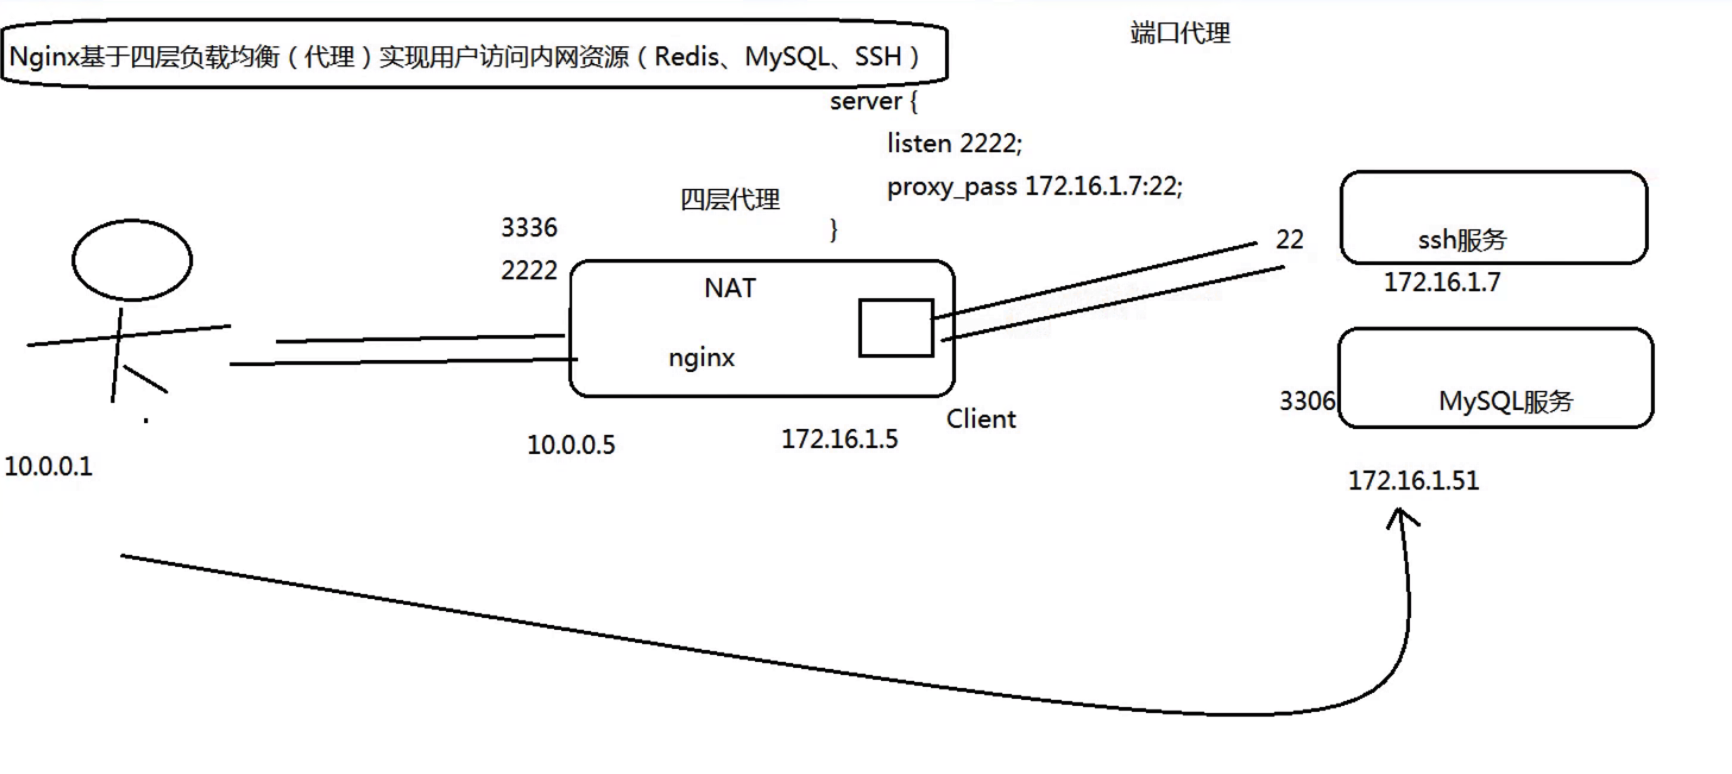 端口代理
Nginx基于四层负载均衡（代理）实现用户访问内网资源（Redis、MySQL、SSH）
server {
listen 2222;
proxy_pass 172.16.1.7:22;
}
四层代理
3336
2222
NAT
nginx
22
ssh服务
172.16.1.7
3306
MySQL服务
Client
10.0.0.5
172.16.1.5
10.0.0.1
172.16.1.51